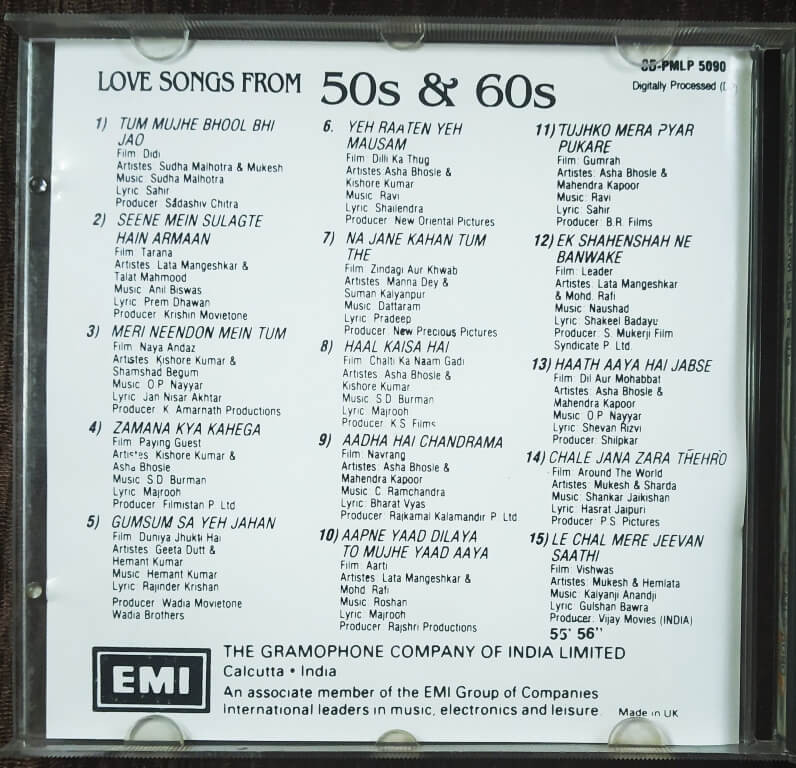 CD-PMLP 5090
LOVE SONGS FROM 50s & 60s
Digitally Processed
1) TUM MUJHE BHOOL BHI
JAO
Film: Didi
Artistes: Sudha Malhotra & Mukesh
Music: Sudha Malhotra
Lyric: Sahir
Producer: Sadashiv Chitra
2) SEENE MEIN SULAGTE
HAIN ARMAAN
Film: Tarana
Artistes: Lata Mangeshkar &
Talat Mahmood
Music: Anil Biswas
Lyric: Prem Dhawan
Producer: Krishin Movietone
3) MERI NEENDON MEIN TUM
Film: Naya Andaz
Artistes: Kishore Kumar &
Shamshad Begum
Music: O.P. Nayyar
Lyric: Jan Nisar Akhtar
Producer: K. Amarnath Productions
4) ZAMANA KYA KAHEGA
Film: Paying Guest
Artistes: Kishore Kumar &
Asha Bhosle
Music: S.D. Burman
Lyric: Majrooh
Producer: Filmistan P. Ltd.
5) GUMSUM SA YEH JAHAN
Film: Duniya Jhukti Hai
Artistes: Geeta Dutt &
Hemant Kumar
Music: Hemant Kumar
Lyric: Rajinder Krishan
Producer: Wadia Movietone
Wadia Brothers
6. YEH RAATEN YEH
MAUSAM
Film: Dilli Ka Thug
Artistes Asha Bhosle &
Kishore Kumar
Music: Ravi
Lyric: Shailendra
Producer: New Oriental Pictures
7) NA JANE KAHAN TUM
THE
Film: Zindagi Aur Khwab
Artistes: Manna Dey &
Suman Kalyanpur
Music: Dattaram
Lyric: Pradeep
Producer: New Precious Pictures
8) HAAL KAISA HAI
Film: Chalti Ka Naam Gadi
Artistes: Asha Bhosle &
Kishore Kumar
Music: S.D. Burman
Lyric: Majrooh
Producer: K.S. Films
9) AADHA HAI CHANDRAMA
Film: Navrang
Artistes: Asha Bhosle &
Mahendra Kapoor
Music: C. Ramchandra
Lyric: Bharat Vyas
Producer: Rajkamal Kalamandir P. Ltd
10) AAPNE YAAD DILAYA
TO MUJHE YAAD AAYA
Film: Aarti
Artistes: Lata Mangeshkar &
Mohd. Rafi
Music: Roshan
Lyric: Majrooh
Producer: Rajshri Productions
11) TUJHKO MERA PYAR
PUKARE
Film: Gumrah
Artistes: Asha Bhosle &
Mahendra Kapoor
Music: Ravi
Lyric: Sahir
Producer: B.R. Films
12) EK SHAHENSHAH NE
BANWAKE
Film: Leader
Artistes: Lata Mangeshkar
& Mohd. Rafi
Music: Naushad
Lyric: Shakeel Badayu
Producer: S. Mukerji Film
Syndicate P. Ltd.
13) HAATH AAYA HAI JABSE
Film: Dil Aur Mohabbat
Artistes: Asha Bhosle &
Mahendra Kapoor
Music: O.P. Nayyar
Lyric: Shevan Rizvi
Producer: Shilpkar
14) CHALE JANA ZARA THEHRO
Film: Around The World
Artistes: Mukesh & Sharda
Music: Shankar Jaikishan
Lyric: Hasrat Jaipuri
Producer: P.S. Pictures
15) LE CHAL MERE JEEVAN
SAATHI
Film: Vishwas
Artistes: Mukesh & Hemlata
Music: Kalyanji Anandji
Lyric: Gulshan Bawra
Producer: Vijay Movies (INDIA)
55' 56''
EMI
THE GRAMOPHONE COMPANY OF INDIA LIMITED
Calcutta • India
An associate member of the EMI Group of Companies
International leaders in music, electronics and leisure.
Made in UK